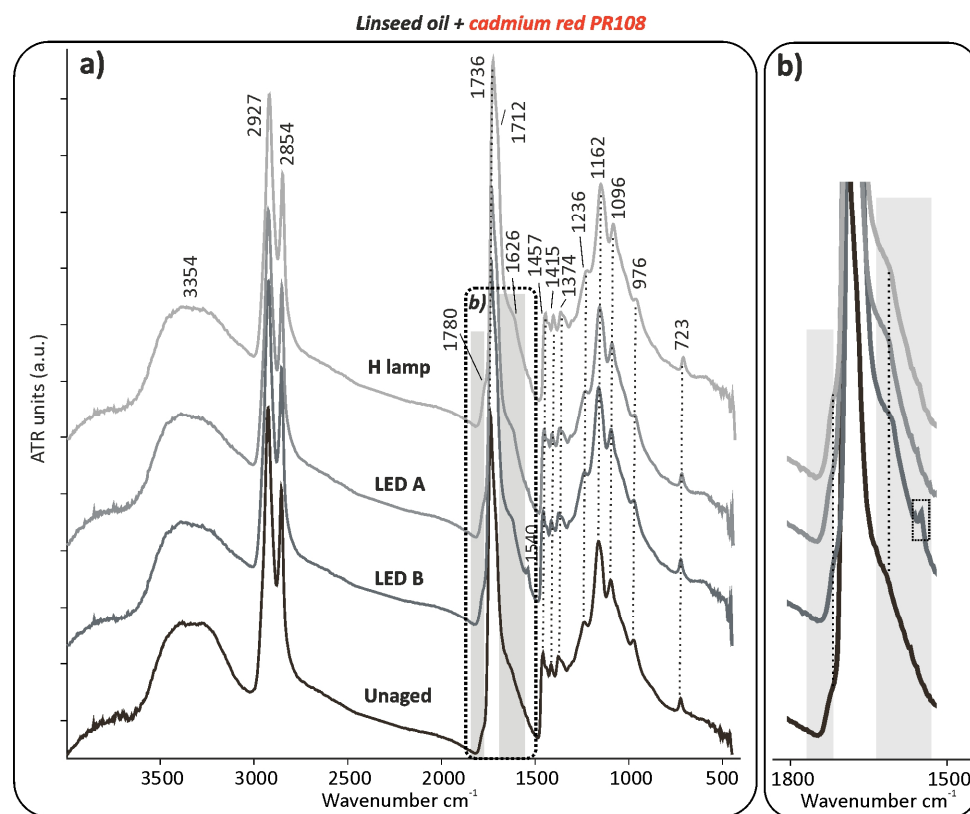 Linseed oil + cadmium red PR108
a)
b)
1736
1712
2927
2854
1162
1096
1236
3354
1626
1457
1415
1374
976
b)
1780
723
H lamp
LED A
1540
LED B
Unaged
ATR units (a.u.)
3500 3000 2500 2000 1500 1000 500
Wavenumber cm⁻¹
1800 1500
Wavenumber cm⁻¹